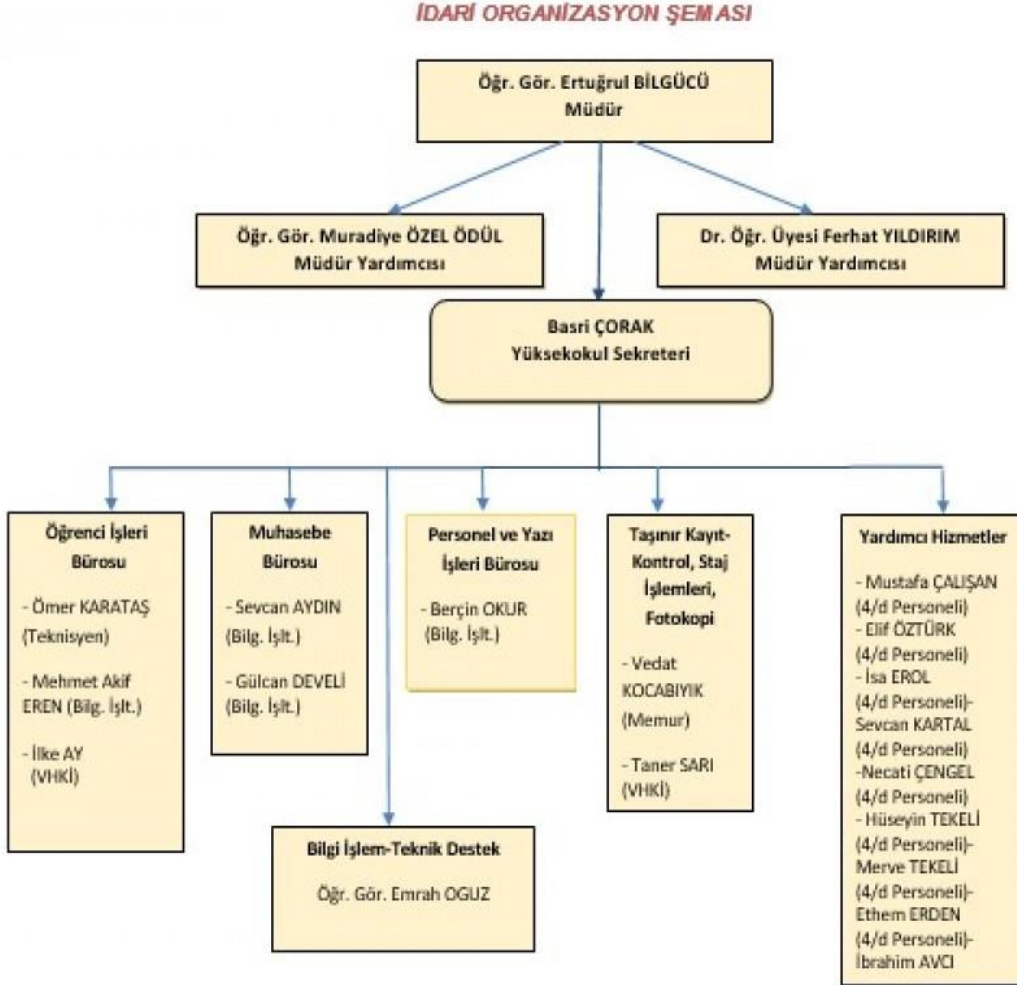 İDARİ ORGANİZASYON ŞEMASI
Öğr. Gör. Ertuğrul BİLGÜCÜ
Müdür
Öğr. Gör. Muradiye ÖZEL ÖDÜL
Müdür Yardımcısı
Dr. Öğr. Üyesi Ferhat YILDIRIM
Müdür Yardımcısı
Basri ÇORAK
Yüksekokul Sekreteri
Öğrenci İşleri
Bürosu
- Ömer KARATAŞ
(Teknisyen)
- Mehmet Akif
EREN (Bilg. İşlt.)
- İlke AY
(VHKİ)
Muhasebe
Bürosu
- Sevcan AYDIN
(Bilg. İşlt.)
- Gülcan DEVELİ
(Bilg. İşlt.)
Personel ve Yazı
İşleri Bürosu
- Berçin OKUR
(Bilg. İşlt.)
Taşınır Kayıt-
Kontrol, Staj
İşlemleri,
Fotokopi
- Vedat
KOCABIYIK
(Memur)
- Taner SARI
(VHKİ)
Yardımcı Hizmetler
- Mustafa ÇALIŞAN
(4/d Personeli)
- Elif ÖZTÜRK
(4/d Personeli)
- İsa EROL
(4/d Personeli)-
Sevcan KARTAL
(4/d Personeli)
-Necati ÇENGEL
(4/d Personeli)
- Hüseyin TEKELİ
(4/d Personeli)-
Merve TEKELİ
(4/d Personeli)-
Ethem ERDEN
(4/d Personeli)-
İbrahim AVCI
Bilgi İşlem-Teknik Destek
Öğr. Gör. Emrah OGUZ